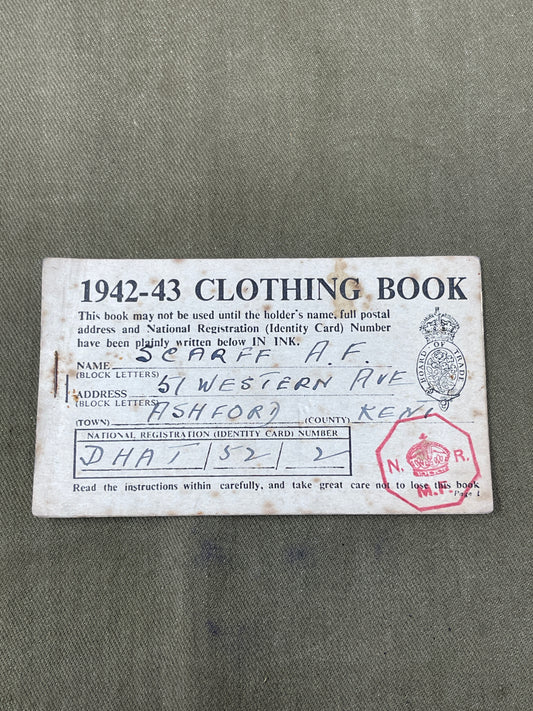 1942-43 CLOTHING BOOK
This book may not be used until the holder's name, full postal
address and National Registration (Identity Card) Number
have been plainly written below IN INK.
NAME SCARFF A.F.
(BLOCK LETTERS)
ADDRESS 51 WESTERN AVE
(BLOCK LETTERS)
ASHFORD KENT
(TOWN) (COUNTY)
BOARD OF TRADE
NATIONAL REGISTRATION (IDENTITY CARD) NUMBER
DHAT 52 2
N. R.
Read the instructions within carefully, and take great care not to lose this book
Page 1